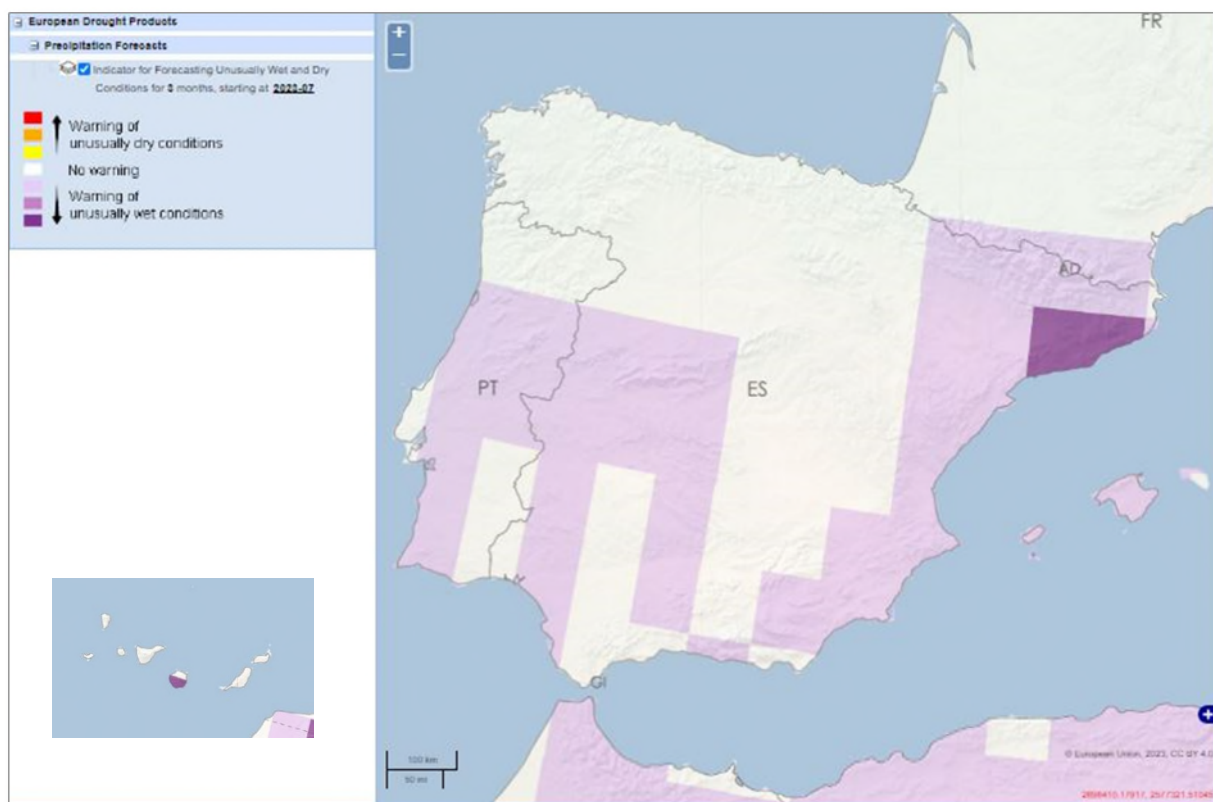 European Drought Products
Precipitation Forecasts
Indicator for Forecasting Unusually Wet and Dry
Conditions for 3 months, starting at
Warning of
unusually dry conditions
No warning
Warning of
unusually wet conditions
+
−
FR
AD
PT
ES
GI
+
100 km
50 mi
© European Union, 2023, CC BY 4.0